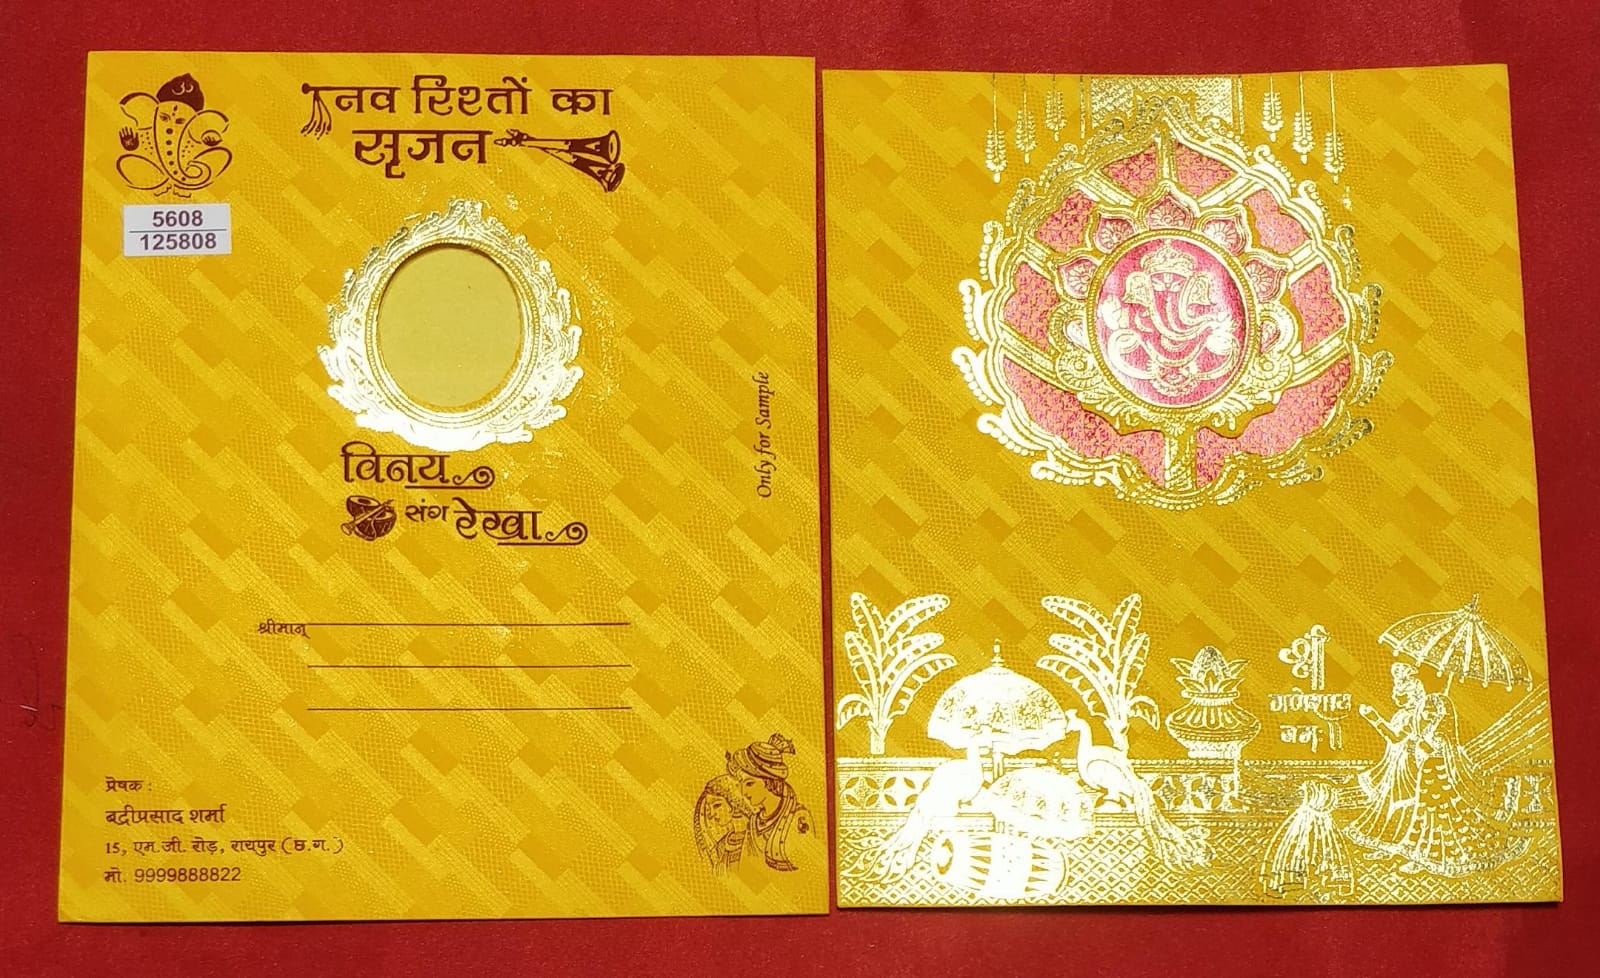 ॐ
नव रिश्तों का
सृजन
5608
125808
विनय
संग रेखा
Only for Sample
श्रीमान्
प्रेषक :
बद्रीप्रसाद शर्मा
15, एम.जी. रोड़, रायपुर (छ.ग.)
मो. 9999888822
श्री
गणेशाय
नमः